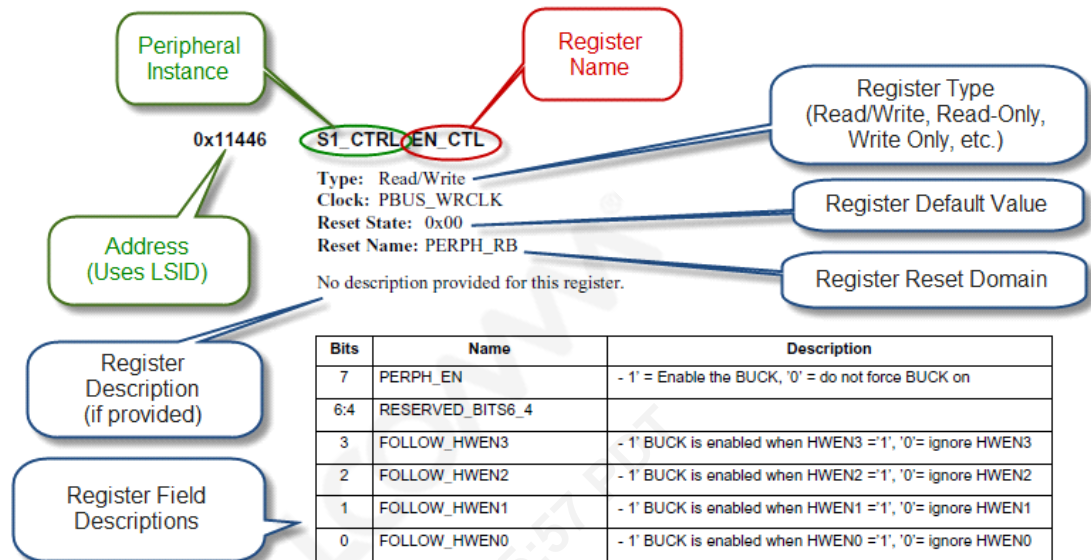 Peripheral
Instance
Register
Name
Register Type
(Read/Write, Read-Only,
Write Only, etc.)
0x11446 S1_CTRL EN_CTL
Type: Read/Write
Clock: PBUS_WRCLK
Reset State: 0x00
Reset Name: PERPH_RB
Register Default Value
Address
(Uses LSID)
Register Reset Domain
No description provided for this register.
Register
Description
(if provided)
Bits Name Description
7 PERPH_EN - 1' = Enable the BUCK, '0' = do not force BUCK on
6:4 RESERVED_BITS6_4
3 FOLLOW_HWEN3 - 1' BUCK is enabled when HWEN3 ='1', '0'= ignore HWEN3
2 FOLLOW_HWEN2 - 1' BUCK is enabled when HWEN2 ='1', '0'= ignore HWEN2
1 FOLLOW_HWEN1 - 1' BUCK is enabled when HWEN1 ='1', '0'= ignore HWEN1
0 FOLLOW_HWEN0 - 1' BUCK is enabled when HWEN0 ='1', '0'= ignore HWEN0
Register Field
Descriptions